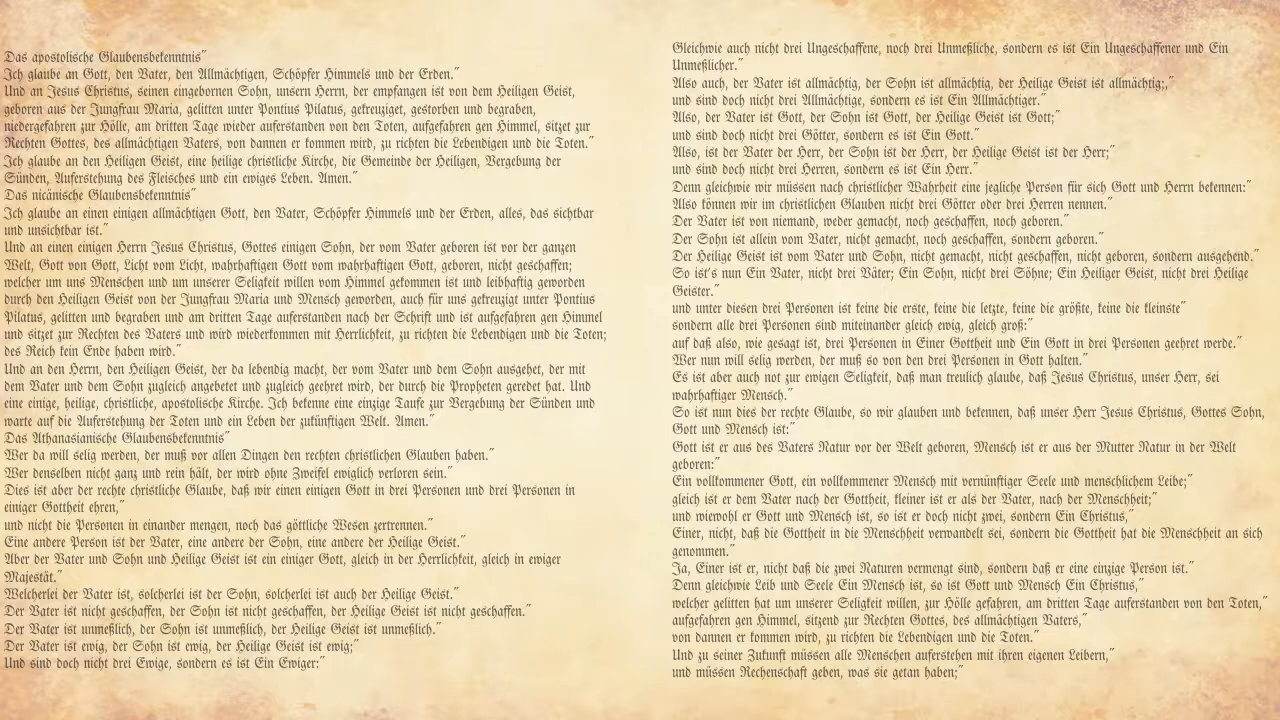 Das apostolische Glaubensbekenntnis"
Ich glaube an Gott, den Vater, den Allmächtigen, Schöpfer Himmels und der Erden."
Und an Jesus Christus, seinen eingebornen Sohn, unsern Herrn, der empfangen ist von dem Heiligen Geist,
geboren aus der Jungfrau Maria, gelitten unter Pontius Pilatus, gekreuziget, gestorben und begraben,
niedergefahren zur Hölle, am dritten Tage wieder auferstanden von den Toten, aufgefahren gen Himmel, sitzet zur
Rechten Gottes, des allmächtigen Vaters, von dannen er kommen wird, zu richten die Lebendigen und die Toten."
Ich glaube an den Heiligen Geist, eine heilige christliche Kirche, die Gemeinde der Heiligen, Vergebung der
Sünden, Auferstehung des Fleisches und ein ewiges Leben. Amen."
Das nicänische Glaubensbekenntnis"
Ich glaube an einen einigen allmächtigen Gott, den Vater, Schöpfer Himmels und der Erden, alles, das sichtbar
und unsichtbar ist."
Und an einen einigen Herrn Jesus Christus, Gottes einigen Sohn, der vom Vater geboren ist vor der ganzen
Welt, Gott von Gott, Licht vom Licht, wahrhaftigen Gott vom wahrhaftigen Gott, geboren, nicht geschaffen;
welcher um uns Menschen und um unserer Seligkeit willen vom Himmel gekommen ist und leibhaftig geworden
durch den Heiligen Geist von der Jungfrau Maria und Mensch geworden, auch für uns gekreuzigt unter Pontius
Pilatus, gelitten und begraben und am dritten Tage auferstanden nach der Schrift und ist aufgefahren gen Himmel
und sitzet zur Rechten des Vaters und wird wiederkommen mit Herrlichkeit, zu richten die Lebendigen und die Toten;
des Reich kein Ende haben wird."
Und an den Herrn, den Heiligen Geist, der da lebendig macht, der vom Vater und dem Sohn ausgehet, der mit
dem Vater und dem Sohn zugleich angebetet und zugleich geehret wird, der durch die Propheten geredet hat. Und
eine einige, heilige, christliche, apostolische Kirche. Ich bekenne eine einzige Taufe zur Vergebung der Sünden und
warte auf die Auferstehung der Toten und ein Leben der zukünftigen Welt. Amen."
Das Athanasianische Glaubensbekenntnis"
Wer da will selig werden, der muß vor allen Dingen den rechten christlichen Glauben haben."
Wer denselben nicht ganz und rein hält, der wird ohne Zweifel ewiglich verloren sein."
Dies ist aber der rechte christliche Glaube, daß wir einen einigen Gott in drei Personen und drei Personen in
einiger Gottheit ehren,"
und nicht die Personen in einander mengen, noch das göttliche Wesen zertrennen."
Eine andere Person ist der Vater, eine andere der Sohn, eine andere der Heilige Geist."
Aber der Vater und Sohn und Heilige Geist ist ein einiger Gott, gleich in der Herrlichkeit, gleich in ewiger
Majestät."
Welcherlei der Vater ist, solcherlei ist der Sohn, solcherlei ist auch der Heilige Geist."
Der Vater ist nicht geschaffen, der Sohn ist nicht geschaffen, der Heilige Geist ist nicht geschaffen."
Der Vater ist unmeßlich, der Sohn ist unmeßlich, der Heilige Geist ist unmeßlich."
Der Vater ist ewig, der Sohn ist ewig, der Heilige Geist ist ewig;"
Und sind doch nicht drei Ewige, sondern es ist Ein Ewiger:"
Gleichwie auch nicht drei Ungeschaffene, noch drei Unmeßliche, sondern es ist Ein Ungeschaffener und Ein
Unmeßlicher."
Also auch, der Vater ist allmächtig, der Sohn ist allmächtig, der Heilige Geist ist allmächtig;,"
und sind doch nicht drei Allmächtige, sondern es ist Ein Allmächtiger."
Also, der Vater ist Gott, der Sohn ist Gott, der Heilige Geist ist Gott;"
und sind doch nicht drei Götter, sondern es ist Ein Gott."
Also, ist der Vater der Herr, der Sohn ist der Herr, der Heilige Geist ist der Herr;"
und sind doch nicht drei Herren, sondern es ist Ein Herr."
Denn gleichwie wir müssen nach christlicher Wahrheit eine jegliche Person für sich Gott und Herrn bekennen:"
Also können wir im christlichen Glauben nicht drei Götter oder drei Herren nennen."
Der Vater ist von niemand, weder gemacht, noch geschaffen, noch geboren."
Der Sohn ist allein vom Vater, nicht gemacht, noch geschaffen, sondern geboren."
Der Heilige Geist ist vom Vater und Sohn, nicht gemacht, nicht geschaffen, nicht geboren, sondern ausgehend."
So ist's nun Ein Vater, nicht drei Väter; Ein Sohn, nicht drei Söhne; Ein Heiliger Geist, nicht drei Heilige
Geister."
und unter diesen drei Personen ist keine die erste, keine die letzte, keine die größte, keine die kleinste"
sondern alle drei Personen sind miteinander gleich ewig, gleich groß:"
auf daß also, wie gesagt ist, drei Personen in Einer Gottheit und Ein Gott in drei Personen geehret werde."
Wer nun will selig werden, der muß so von den drei Personen in Gott halten."
Es ist aber auch not zur ewigen Seligkeit, daß man treulich glaube, daß Jesus Christus, unser Herr, sei
wahrhaftiger Mensch."
So ist nun dies der rechte Glaube, so wir glauben und bekennen, daß unser Herr Jesus Christus, Gottes Sohn,
Gott und Mensch ist:"
Gott ist er aus des Vaters Natur vor der Welt geboren, Mensch ist er aus der Mutter Natur in der Welt
geboren:"
Ein vollkommener Gott, ein vollkommener Mensch mit vernünftiger Seele und menschlichem Leibe;"
gleich ist er dem Vater nach der Gottheit, kleiner ist er als der Vater, nach der Menschheit;"
und wiewohl er Gott und Mensch ist, so ist er doch nicht zwei, sondern Ein Christus,"
Einer, nicht, daß die Gottheit in die Menschheit verwandelt sei, sondern die Gottheit hat die Menschheit an sich
genommen."
Ja, Einer ist er, nicht daß die zwei Naturen vermengt sind, sondern daß er eine einzige Person ist."
Denn gleichwie Leib und Seele Ein Mensch ist, so ist Gott und Mensch Ein Christus,"
welcher gelitten hat um unserer Seligkeit willen, zur Hölle gefahren, am dritten Tage auferstanden von den Toten,"
aufgefahren gen Himmel, sitzend zur Rechten Gottes, des allmächtigen Vaters,"
von dannen er kommen wird, zu richten die Lebendigen und die Toten."
Und zu seiner Zukunft müssen alle Menschen auferstehen mit ihren eigenen Leibern,"
und müssen Rechenschaft geben, was sie getan haben;"